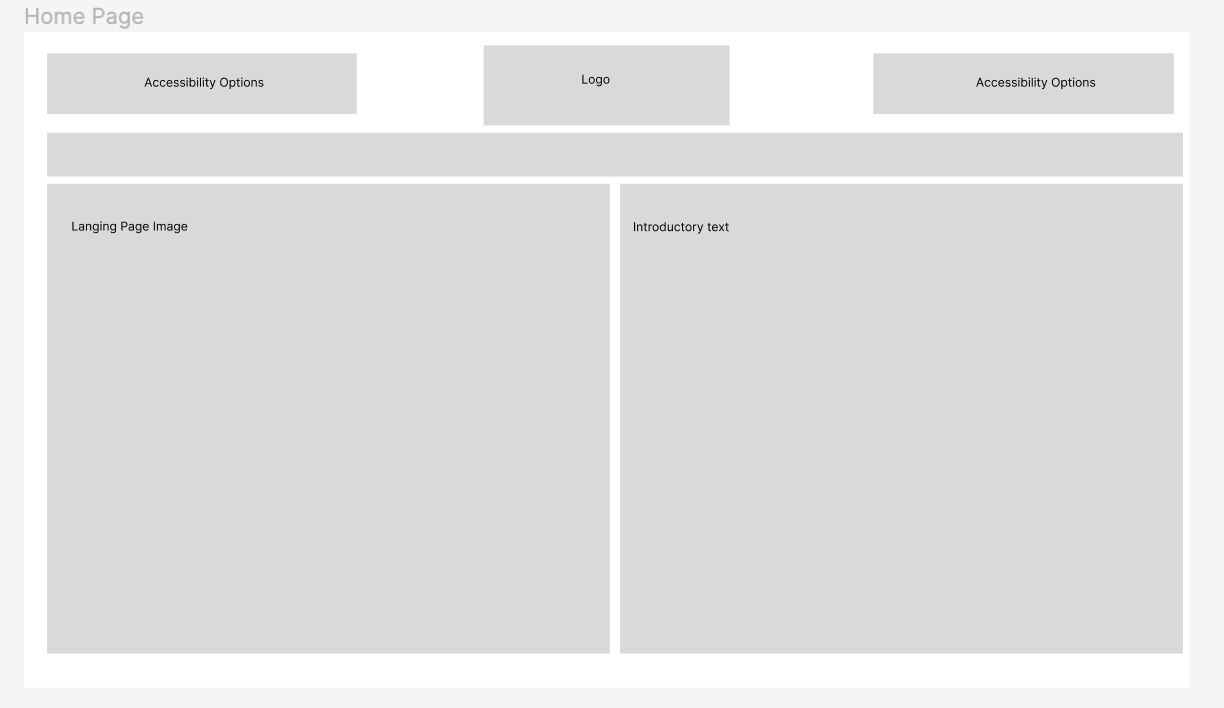 Home Page
Accessibility Options
Logo
Accessibility Options
Langing Page Image
Introductory text